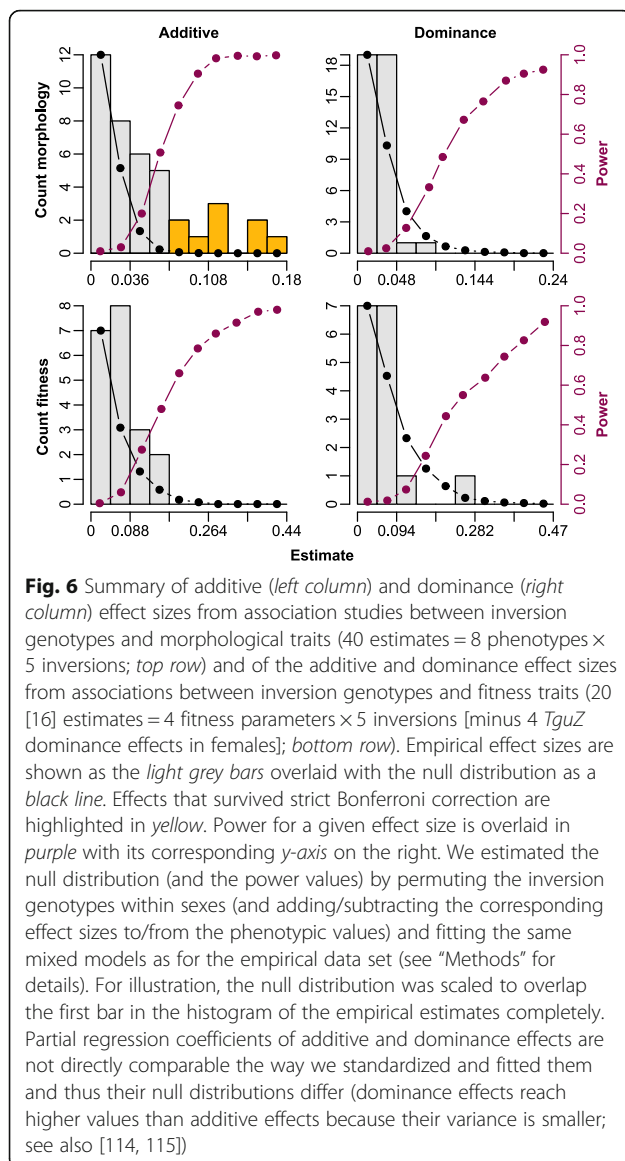 Additive
Dominance
Count morphology
0 2 4 6 8 10 12
0 3 6 9 12 15 18
0.0 0.2 0.4 0.6 0.8 1.0
Power
0 0.036 0.108 0.18
0 0.048 0.144 0.24
Count fitness
0 1 2 3 4 5 6 7 8
0 1 2 3 4 5 6 7
0.0 0.2 0.4 0.6 0.8 1.0
Power
0 0.088 0.264 0.44
0 0.094 0.282 0.47
Estimate
Fig. 6 Summary of additive (left column) and dominance (right
column) effect sizes from association studies between inversion
genotypes and morphological traits (40 estimates = 8 phenotypes ×
5 inversions; top row) and of the additive and dominance effect sizes
from associations between inversion genotypes and fitness traits (20
[16] estimates = 4 fitness parameters × 5 inversions [minus 4 TguZ
dominance effects in females]; bottom row). Empirical effect sizes are
shown as the light grey bars overlaid with the null distribution as a
black line. Effects that survived strict Bonferroni correction are
highlighted in yellow. Power for a given effect size is overlaid in
purple with its corresponding y-axis on the right. We estimated the
null distribution (and the power values) by permuting the inversion
genotypes within sexes (and adding/subtracting the corresponding
effect sizes to/from the phenotypic values) and fitting the same
mixed models as for the empirical data set (see “Methods” for
details). For illustration, the null distribution was scaled to overlap
the first bar in the histogram of the empirical estimates completely.
Partial regression coefficients of additive and dominance effects are
not directly comparable the way we standardized and fitted them
and thus their null distributions differ (dominance effects reach
higher values than additive effects because their variance is smaller;
see also [114, 115])